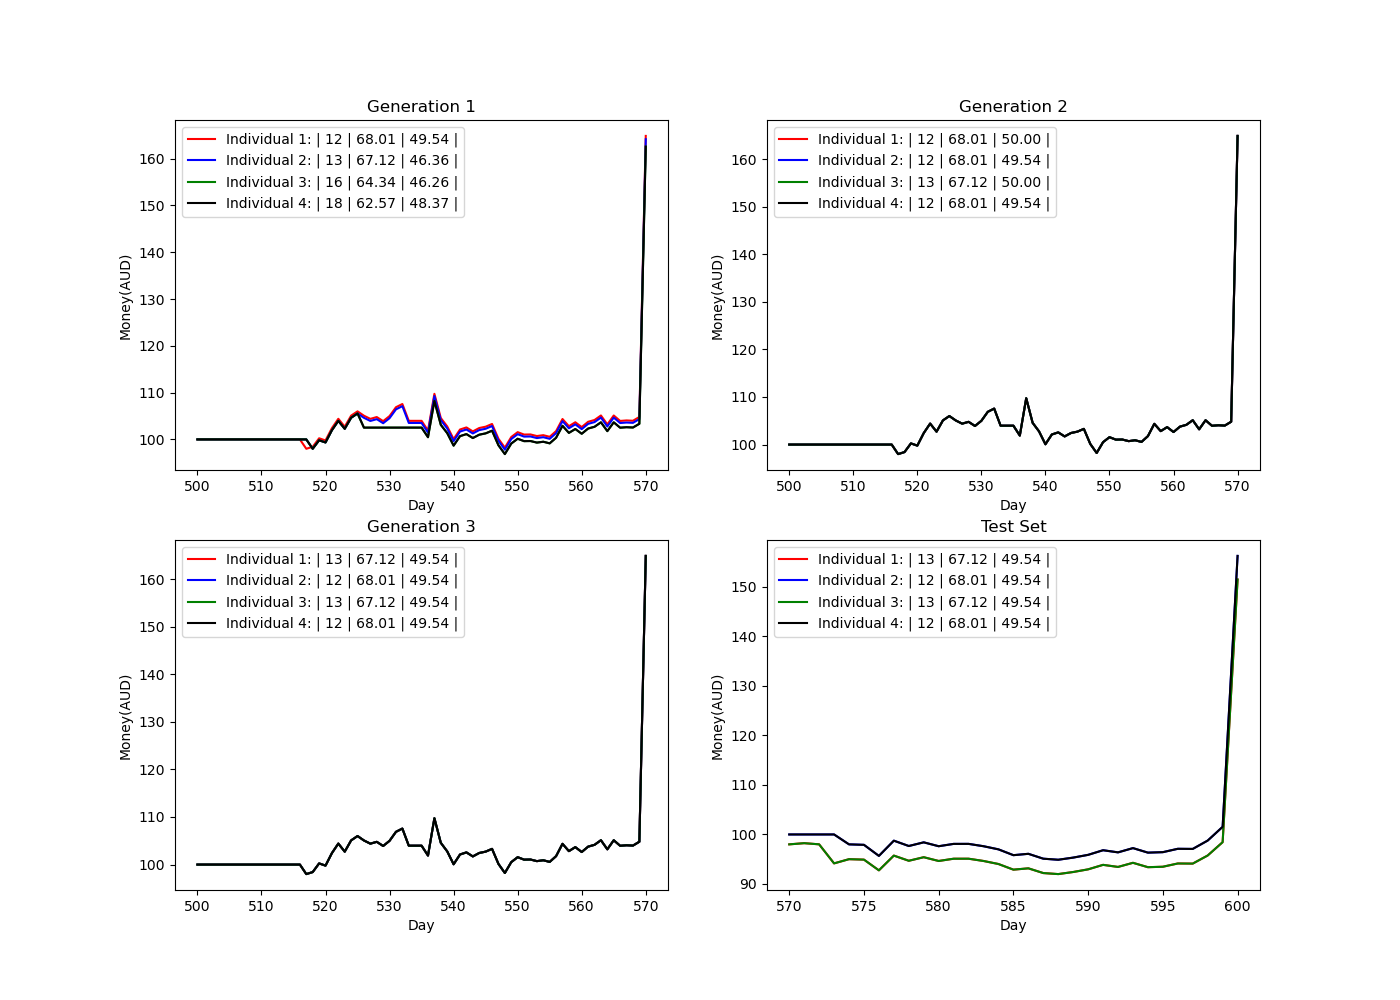 Generation 1
Individual 1: | 12 | 68.01 | 49.54 |
Individual 2: | 13 | 67.12 | 46.36 |
Individual 3: | 16 | 64.34 | 46.26 |
Individual 4: | 18 | 62.57 | 48.37 |
160
150
140
130
120
110
100
Money(AUD)
500 510 520 530 540 550 560 570
Day
Generation 2
Individual 1: | 12 | 68.01 | 50.00 |
Individual 2: | 12 | 68.01 | 49.54 |
Individual 3: | 13 | 67.12 | 50.00 |
Individual 4: | 12 | 68.01 | 49.54 |
160
150
140
130
120
110
100
Money(AUD)
500 510 520 530 540 550 560 570
Day
Generation 3
Individual 1: | 13 | 67.12 | 49.54 |
Individual 2: | 12 | 68.01 | 49.54 |
Individual 3: | 13 | 67.12 | 49.54 |
Individual 4: | 12 | 68.01 | 49.54 |
160
150
140
130
120
110
100
Money(AUD)
500 510 520 530 540 550 560 570
Day
Test Set
Individual 1: | 13 | 67.12 | 49.54 |
Individual 2: | 12 | 68.01 | 49.54 |
Individual 3: | 13 | 67.12 | 49.54 |
Individual 4: | 12 | 68.01 | 49.54 |
150
140
130
120
110
100
90
Money(AUD)
570 575 580 585 590 595 600
Day